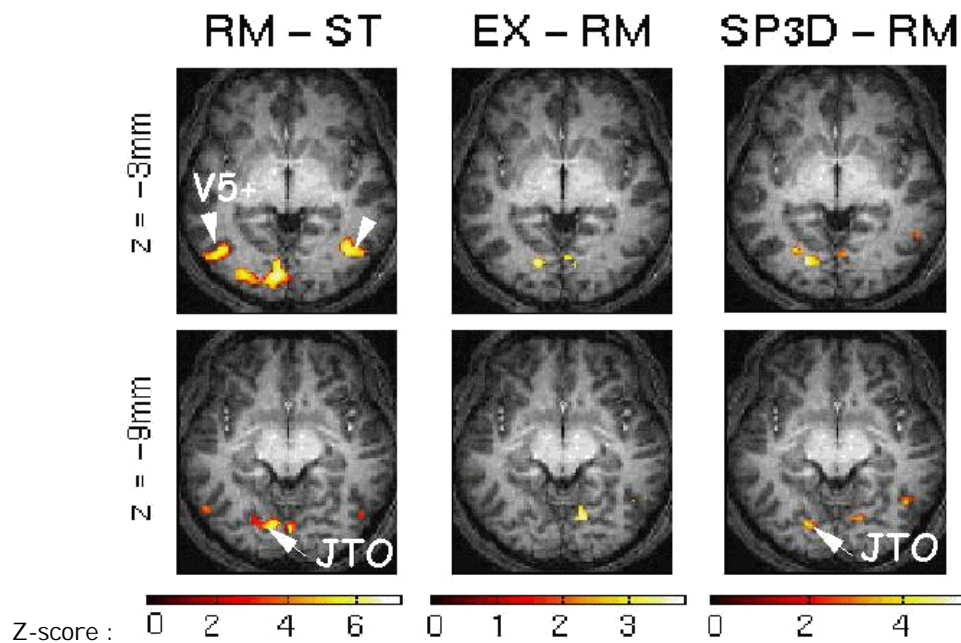 RM – ST EX – RM SP3D – RM
z = -3mm
V5+
z = -9mm
JTO JTO
Z-score : 0 2 4 6 0 1 2 3 0 2 4